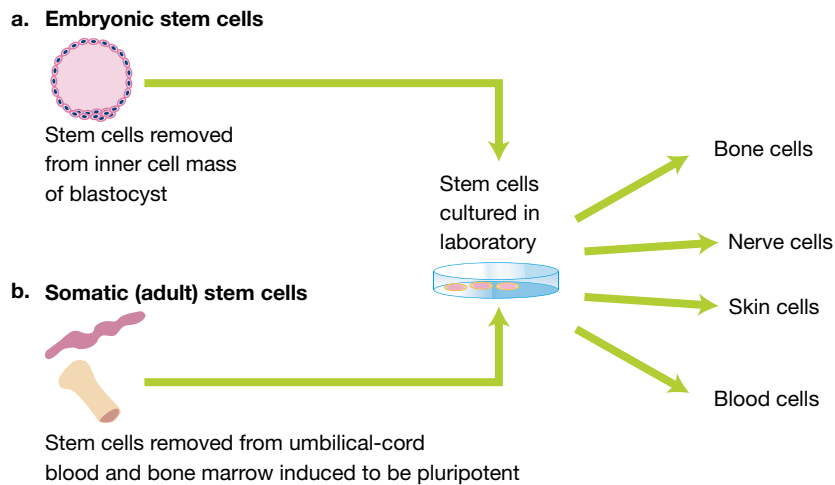 a. Embryonic stem cells
Stem cells removed
from inner cell mass
of blastocyst
Stem cells
cultured in
laboratory
Bone cells
Nerve cells
Skin cells
Blood cells
b. Somatic (adult) stem cells
Stem cells removed from umbilical-cord
blood and bone marrow induced to be pluripotent